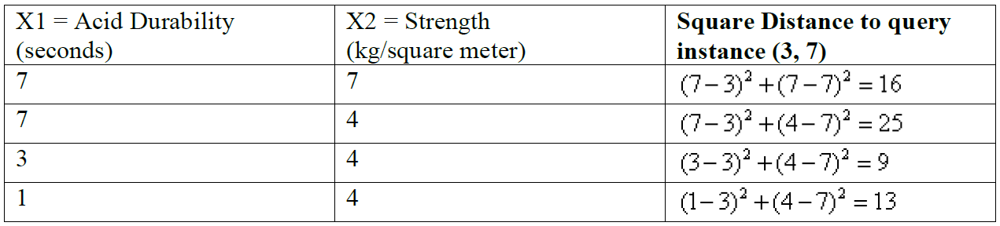 X1 = Acid Durability (seconds)
X2 = Strength (kg/square meter)
Square Distance to query instance (3, 7)
7 7 (7−3)² +(7−7)² = 16
7 4 (7−3)² +(4−7)² = 25
3 4 (3−3)² +(4−7)² = 9
1 4 (1−3)² +(4−7)² = 13